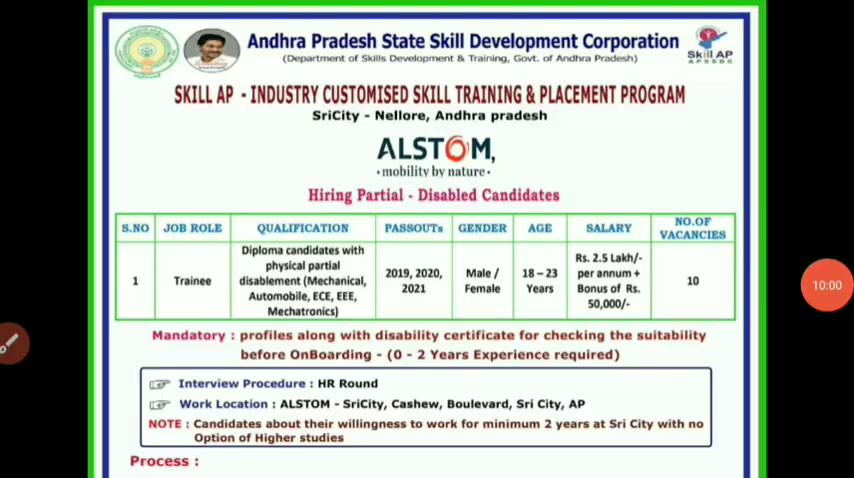 Andhra Pradesh State Skill Development Corporation
(Department of Skills Development & Training, Govt. of Andhra Pradesh)
Skill AP
APSSDC
SKILL AP - INDUSTRY CUSTOMISED SKILL TRAINING & PLACEMENT PROGRAM
SriCity - Nellore, Andhra pradesh
ALSTOM,
• mobility by nature •
Hiring Partial - Disabled Candidates
S.NO JOB ROLE QUALIFICATION PASSOUTs GENDER AGE SALARY NO.OF VACANCIES
1
Trainee
Diploma candidates with
physical partial
disablement (Mechanical,
Automobile, ECE, EEE,
Mechatronics)
2019, 2020,
2021
Male /
Female
18 – 23
Years
Rs. 2.5 Lakh/-
per annum +
Bonus of Rs.
50,000/-
10
10:00
Mandatory : profiles along with disability certificate for checking the suitability
before OnBoarding - (0 - 2 Years Experience required)
Interview Procedure : HR Round
Work Location : ALSTOM - SriCity, Cashew, Boulevard, Sri City, AP
NOTE : Candidates about their willingness to work for minimum 2 years at Sri City with no
Option of Higher studies
Process :